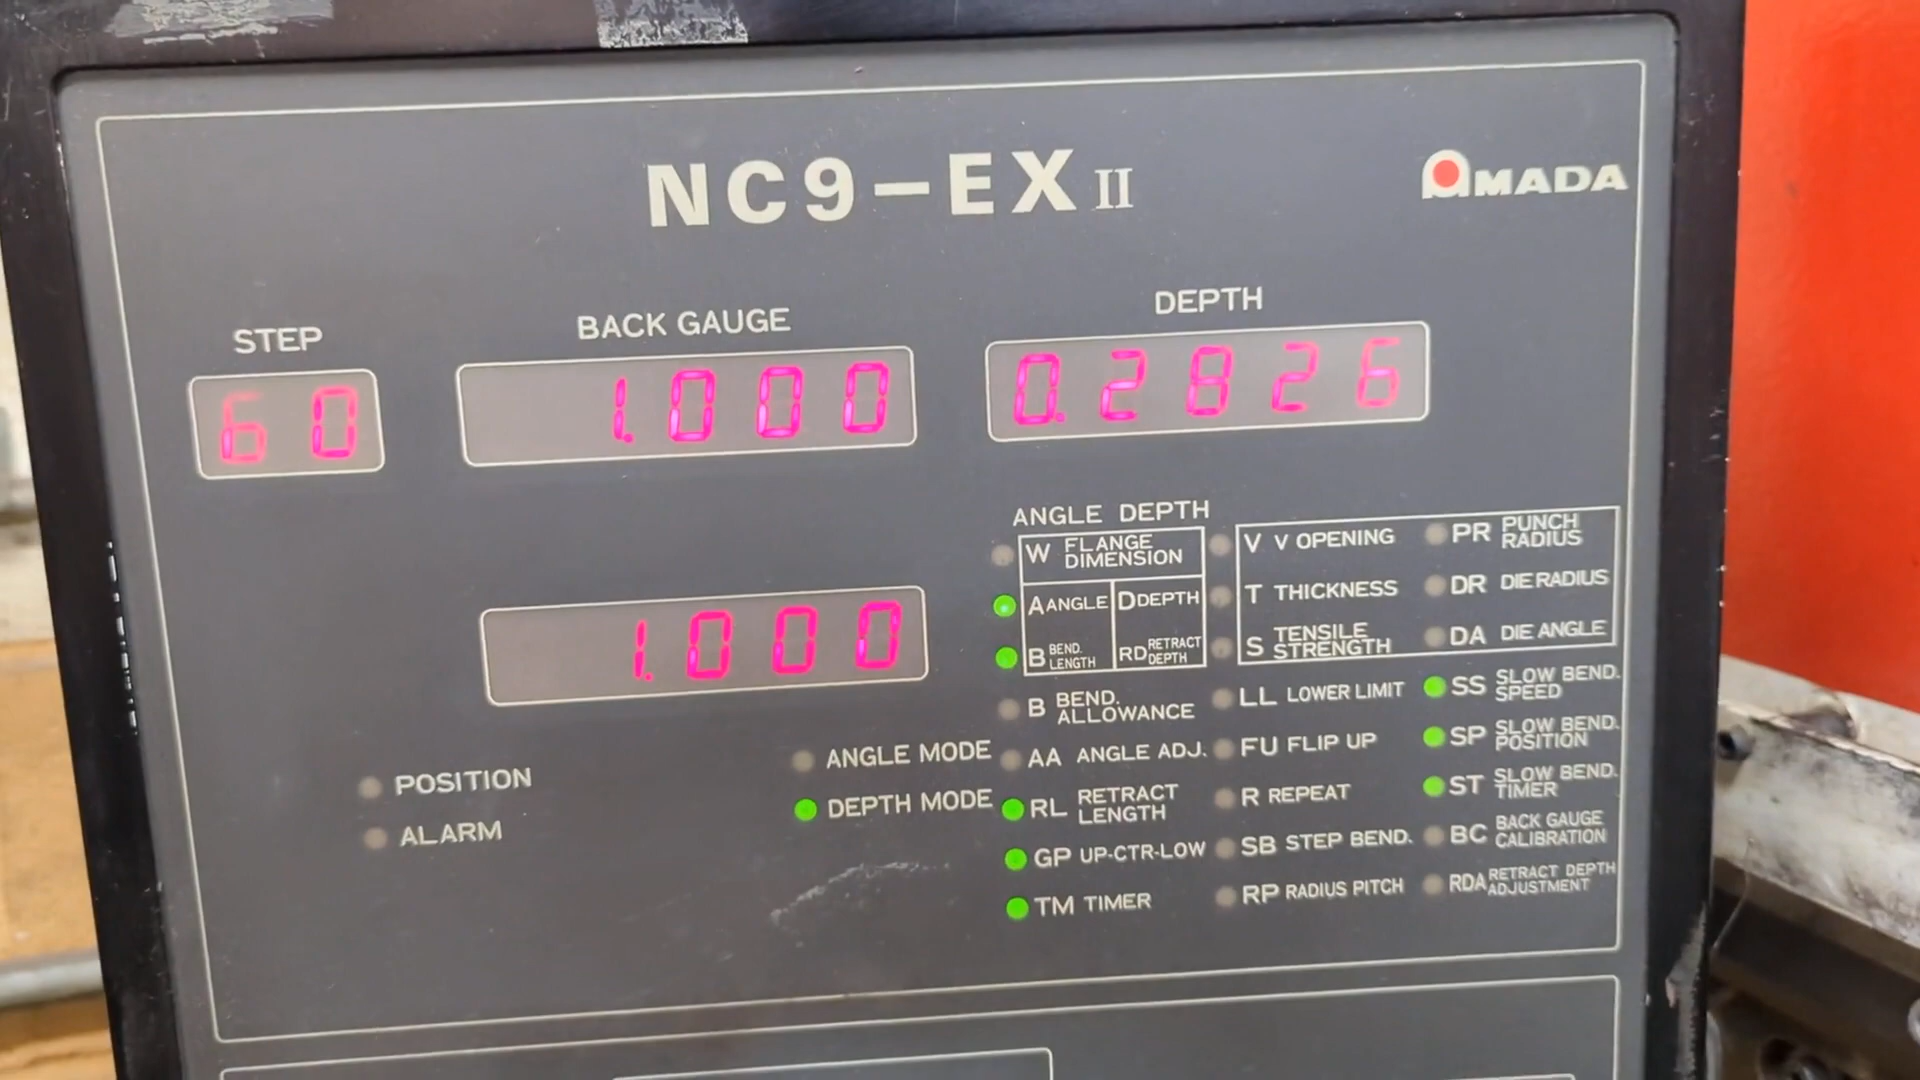 NC9-EX II
AMADA
STEP
BACK GAUGE
DEPTH
60
1.000
0.2826
1.000
ANGLE DEPTH
W FLANGE DIMENSION
A ANGLE
D DEPTH
B BEND. LENGTH
RD RETRACT DEPTH
B BEND. ALLOWANCE
AA ANGLE ADJ.
RL RETRACT LENGTH
GP UP-CTR-LOW
TM TIMER
V V OPENING
T THICKNESS
S TENSILE STRENGTH
LL LOWER LIMIT
FU FLIP UP
R REPEAT
SB STEP BEND.
RP RADIUS PITCH
PR PUNCH RADIUS
DR DIE RADIUS
DA DIE ANGLE
SS SLOW BEND. SPEED
SP SLOW BEND. POSITION
ST SLOW BEND. TIMER
BC BACK GAUGE CALIBRATION
RDA RETRACT DEPTH ADJUSTMENT
POSITION
ALARM
ANGLE MODE
DEPTH MODE